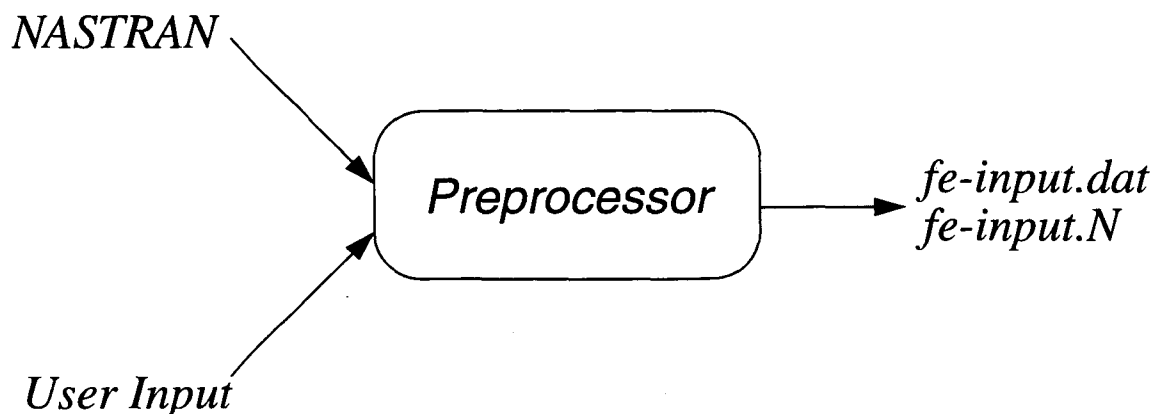 NASTRAN
Preprocessor
fe-input.dat
fe-input.N
User Input